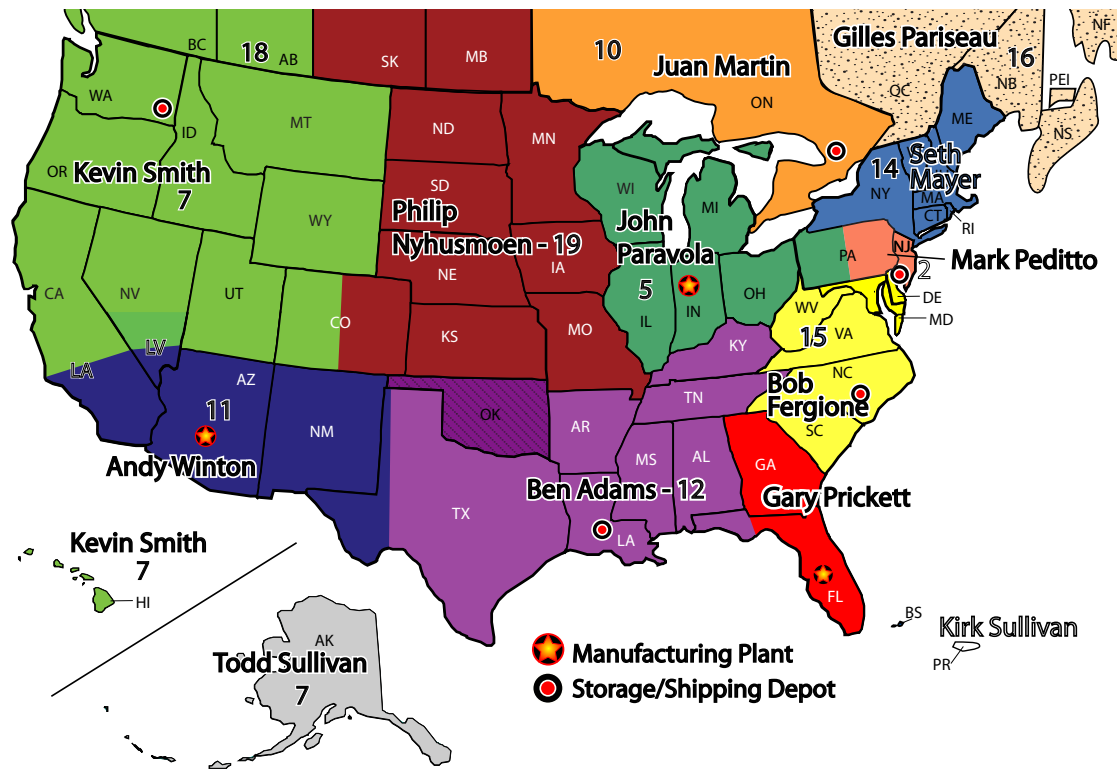 BC
18
AB
SK
MB
10
Juan Martin
ON
Gilles Pariseau
16
QC
NB
NF
PEI
NS
WA
ID
MT
ND
MN
ME
OR
Kevin Smith
7
SD
WI
MI
14
NY
Seth
Mayer
MA
CT
RI
WY
Philip
Nyhusmoen - 19
NE
IA
John
Paravola
5
IL
IN
OH
PA
NJ
2
Mark Peditto
CA
NV
UT
CO
KS
MO
WV
VA
DE
MD
15
KY
LA
LV
AZ
11
NM
OK
AR
TN
NC
Bob
Fergione
SC
Andy Winton
TX
MS
AL
GA
Ben Adams - 12
Gary Prickett
LA
FL
Kevin Smith
7
HI
BS
Kirk Sullivan
PR
AK
Todd Sullivan
7
Manufacturing Plant
Storage/Shipping Depot